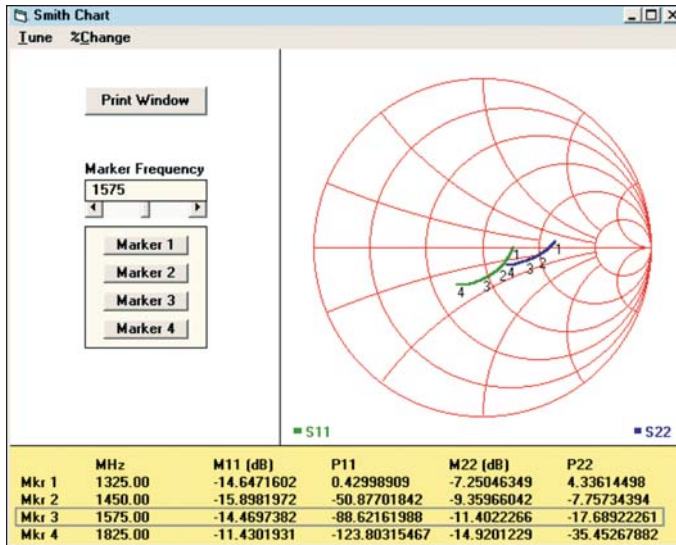 Smith Chart
Tune %Change
Print Window
Marker Frequency
1575
Marker 1
Marker 2
Marker 3
Marker 4
1
1
2
2 4 3
3
4
S11
S22
MHz M11 (dB) P11 M22 (dB) P22
Mkr 1 1325.00 -14.6471602 0.42998909 -7.25046349 4.33614498
Mkr 2 1450.00 -15.8981972 -50.87701842 -9.35966042 -7.75734394
Mkr 3 1575.00 -14.4697382 -88.62161988 -11.4022266 -17.68922261
Mkr 4 1825.00 -11.4301931 -123.80315467 -14.9201229 -35.45267882